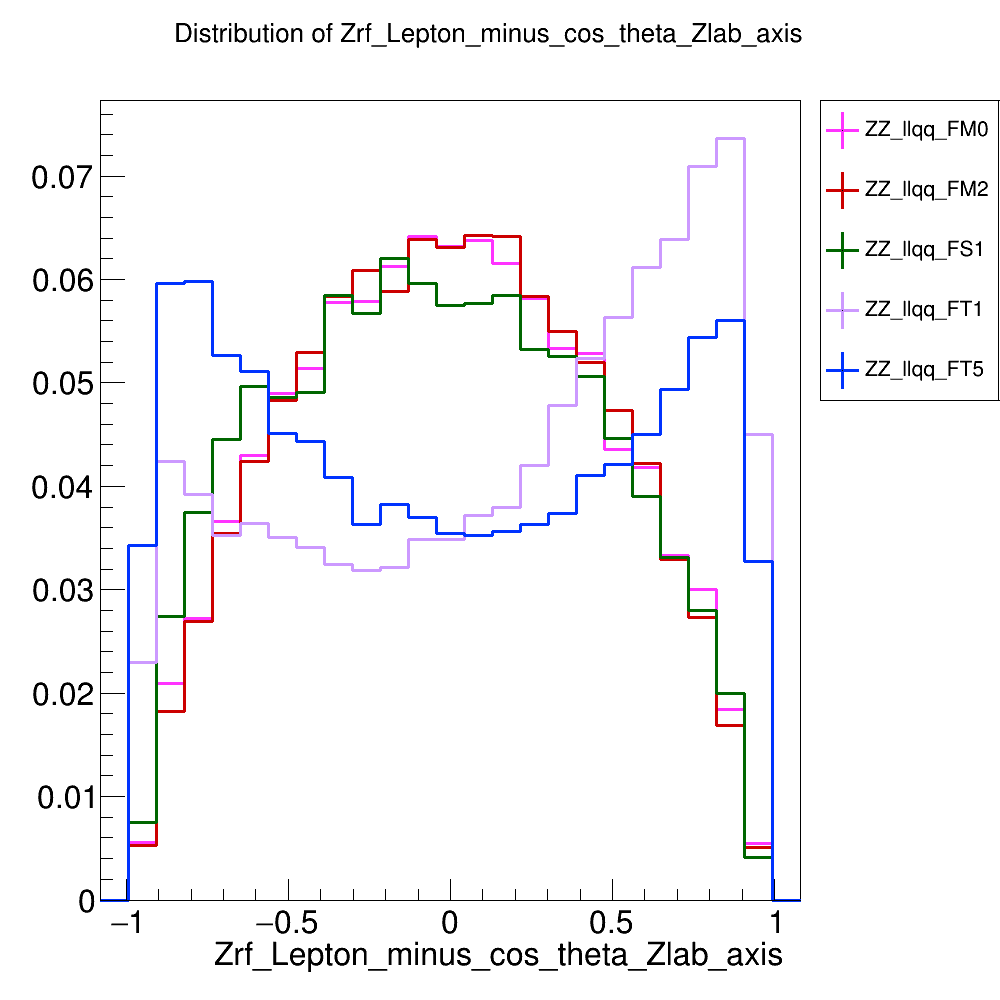 Distribution of Zrf_Lepton_minus_cos_theta_Zlab_axis
ZZ_llqq_FM0
ZZ_llqq_FM2
ZZ_llqq_FS1
ZZ_llqq_FT1
ZZ_llqq_FT5
0.07
0.06
0.05
0.04
0.03
0.02
0.01
0
−1 −0.5 0 0.5 1
Zrf_Lepton_minus_cos_theta_Zlab_axis